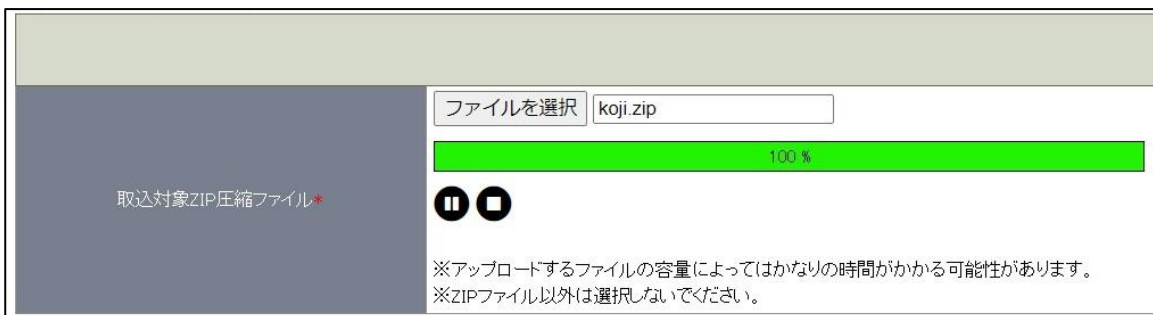 ファイルを選択 koji.zip
100 %
取込対象ZIP圧縮ファイル*
※アップロードするファイルの容量によってはかなりの時間がかかる可能性があります。
※ZIPファイル以外は選択しないでください。